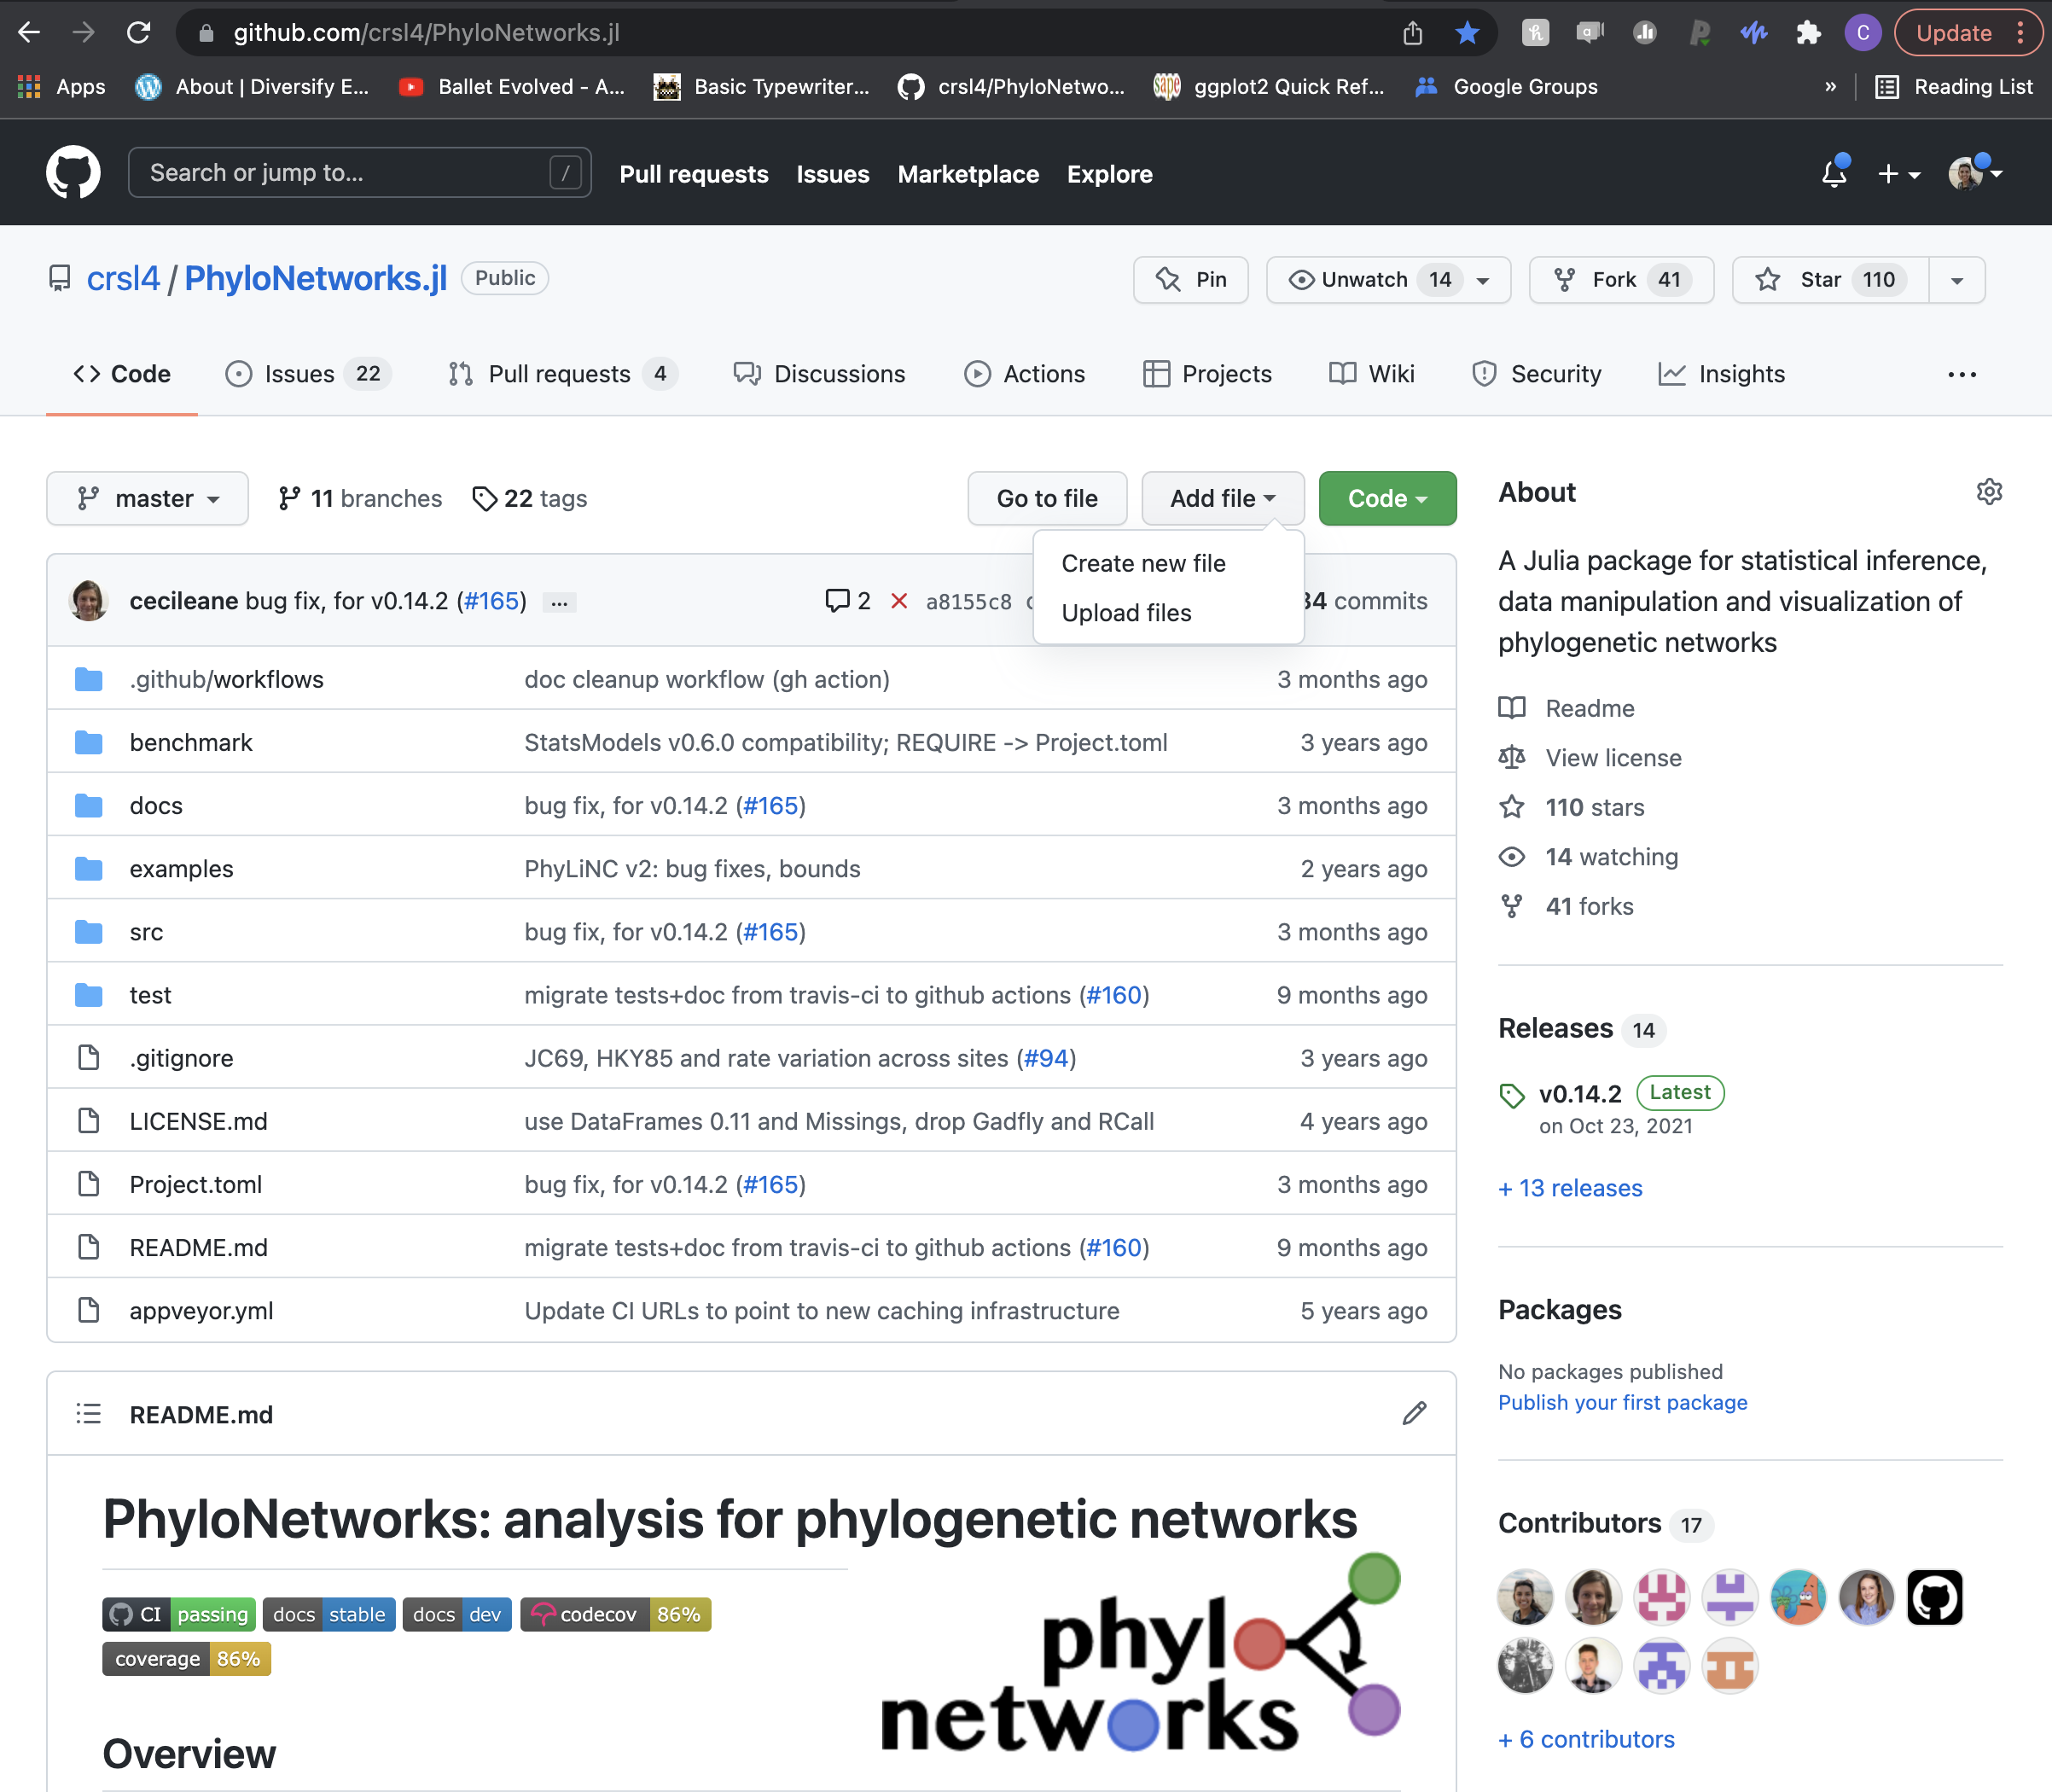 github.com/crsl4/PhyloNetworks.jl
C
Update
Apps
About | Diversify E...
Ballet Evolved - A...
Basic Typewriter...
crsl4/PhyloNetwo...
ggplot2 Quick Ref...
Google Groups
»
Reading List
Search or jump to...
/
Pull requests
Issues
Marketplace
Explore
crsl4 / PhyloNetworks.jl
Public
Pin
Unwatch 14
Fork 41
Star 110
Code
Issues 22
Pull requests 4
Discussions
Actions
Projects
Wiki
Security
Insights
...
master
11 branches
22 tags
Go to file
Add file
Code
Create new file
Upload files
cecileane bug fix, for v0.14.2 (#165) ...
2
a8155c8
commits
.github/workflows doc cleanup workflow (gh action) 3 months ago
benchmark StatsModels v0.6.0 compatibility; REQUIRE -> Project.toml 3 years ago
docs bug fix, for v0.14.2 (#165) 3 months ago
examples PhyLiNC v2: bug fixes, bounds 2 years ago
src bug fix, for v0.14.2 (#165) 3 months ago
test migrate tests+doc from travis-ci to github actions (#160) 9 months ago
.gitignore JC69, HKY85 and rate variation across sites (#94) 3 years ago
LICENSE.md use DataFrames 0.11 and Missings, drop Gadfly and RCall 4 years ago
Project.toml bug fix, for v0.14.2 (#165) 3 months ago
README.md migrate tests+doc from travis-ci to github actions (#160) 9 months ago
appveyor.yml Update CI URLs to point to new caching infrastructure 5 years ago
README.md
PhyloNetworks: analysis for phylogenetic networks
CI passing
docs stable
docs dev
codecov 86%
coverage 86%
phylo
networks
Overview
About
A Julia package for statistical inference,
data manipulation and visualization of
phylogenetic networks
Readme
View license
110 stars
14 watching
41 forks
Releases 14
v0.14.2 Latest
on Oct 23, 2021
+ 13 releases
Packages
No packages published
Publish your first package
Contributors 17
+ 6 contributors